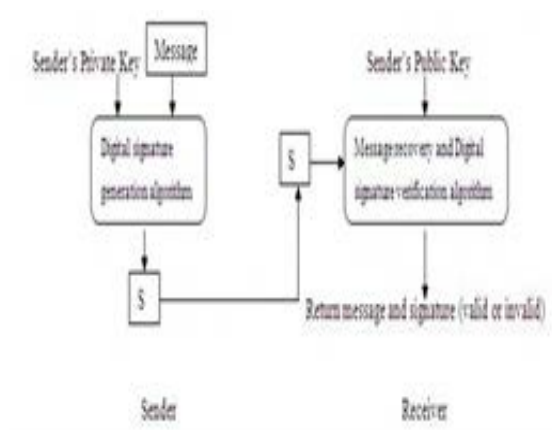 Sender's Private Key
Message
Digital signature
generation algorithm
S
Sender
Sender's Public Key
S
Message recovery and Digital
signature verification algorithm
Return message and signature (valid or invalid)
Receiver